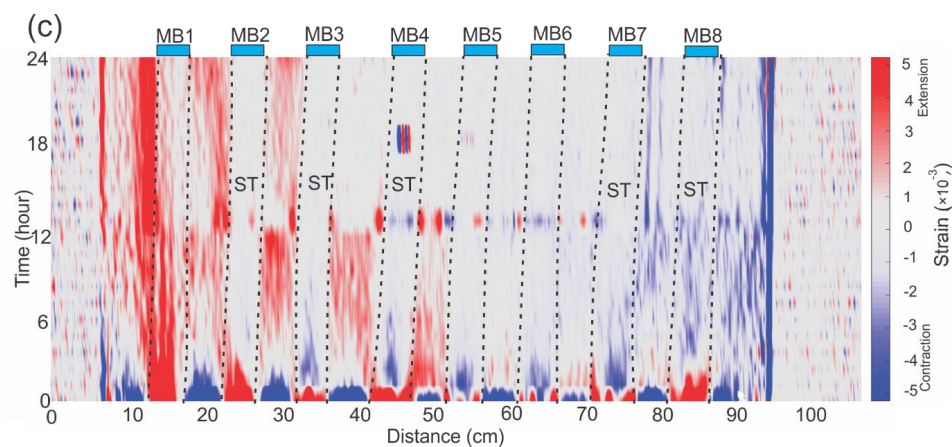 (c)
MB1 MB2 MB3 MB4 MB5 MB6 MB7 MB8
24
18
12
6
0
Time (hour)
ST ST ST ST ST
0 10 20 30 40 50 60 70 80 90 100
Distance (cm)
5
4
3
2
1
0
-1
-2
-3
-4
-5
Extension
Contraction
Strain (×10⁻³)